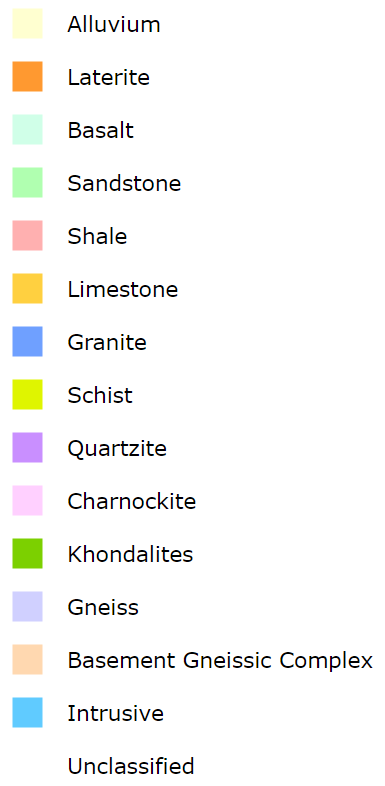 Alluvium
Laterite
Basalt
Sandstone
Shale
Limestone
Granite
Schist
Quartzite
Charnockite
Khondalites
Gneiss
Basement Gneissic Complex
Intrusive
Unclassified